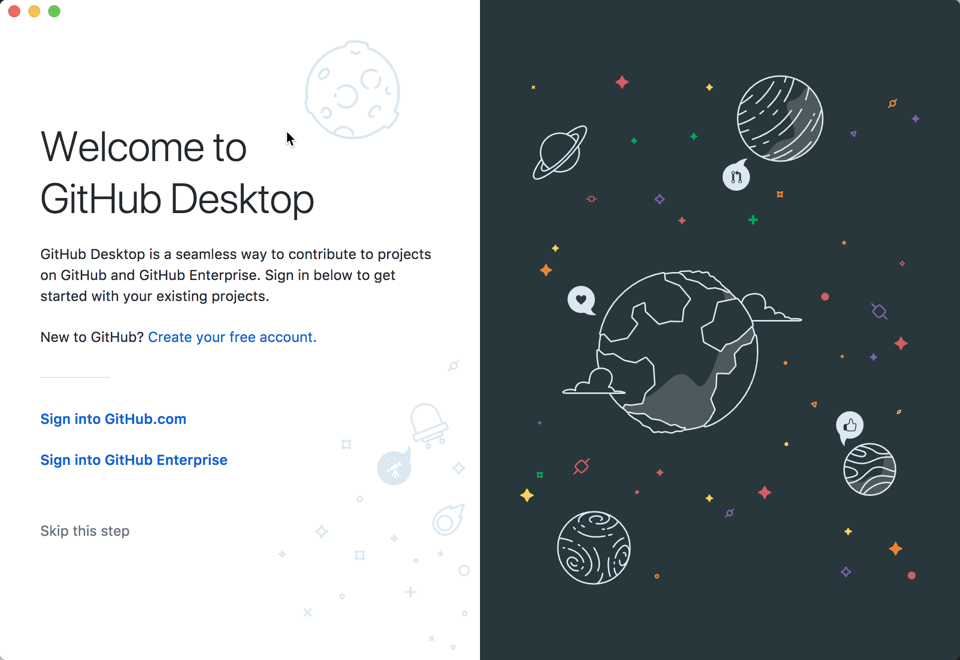 Welcome to
GitHub Desktop
GitHub Desktop is a seamless way to contribute to projects
on GitHub and GitHub Enterprise. Sign in below to get
started with your existing projects.
New to GitHub? Create your free account.
Sign into GitHub.com
Sign into GitHub Enterprise
Skip this step